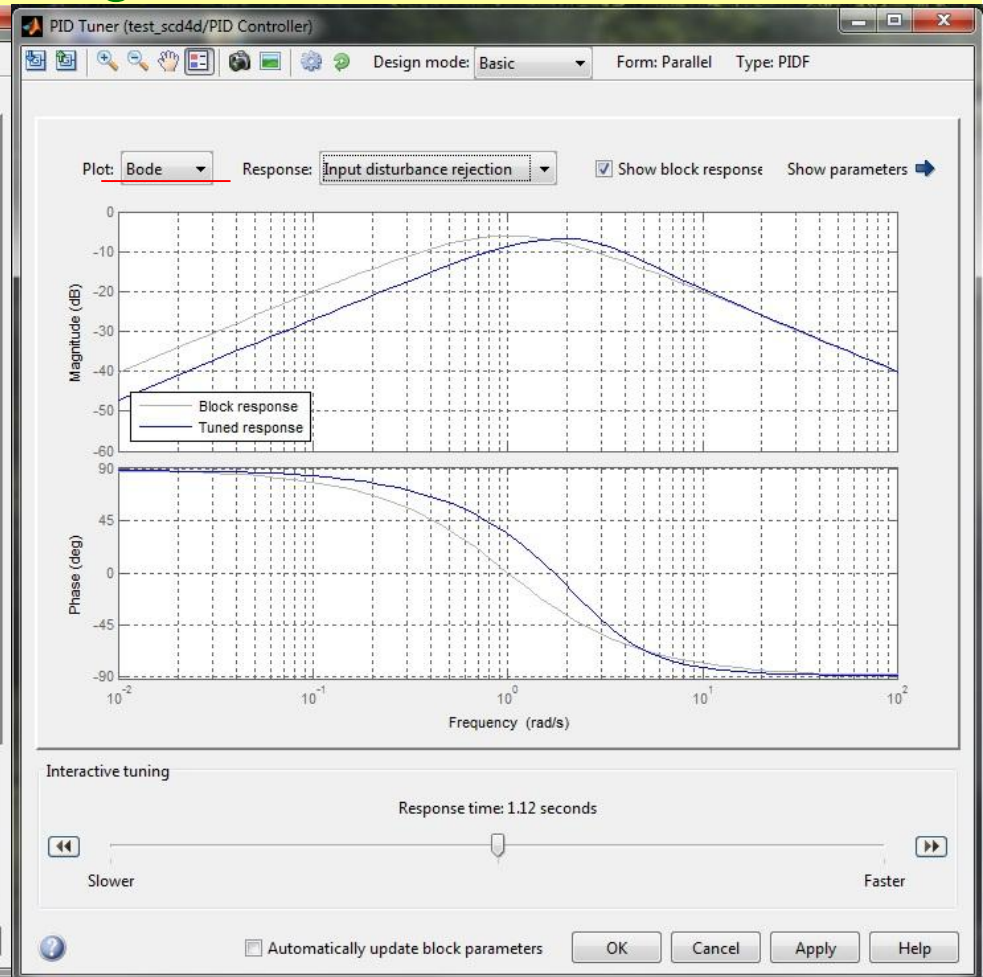 PID Tuner (test_scd4d/PID Controller)
Design mode: Basic Form: Parallel Type: PIDF
Plot: Bode Response: Input disturbance rejection Show block response Show parameters
0
-10
-20
-30
-40
-50
-60
Magnitude (dB)
Block response
Tuned response
90
45
0
-45
-90
Phase (deg)
10^-2 10^-1 10^0 10^1 10^2
Frequency (rad/s)
Interactive tuning
Response time: 1.12 seconds
Slower Faster
Automatically update block parameters OK Cancel Apply Help